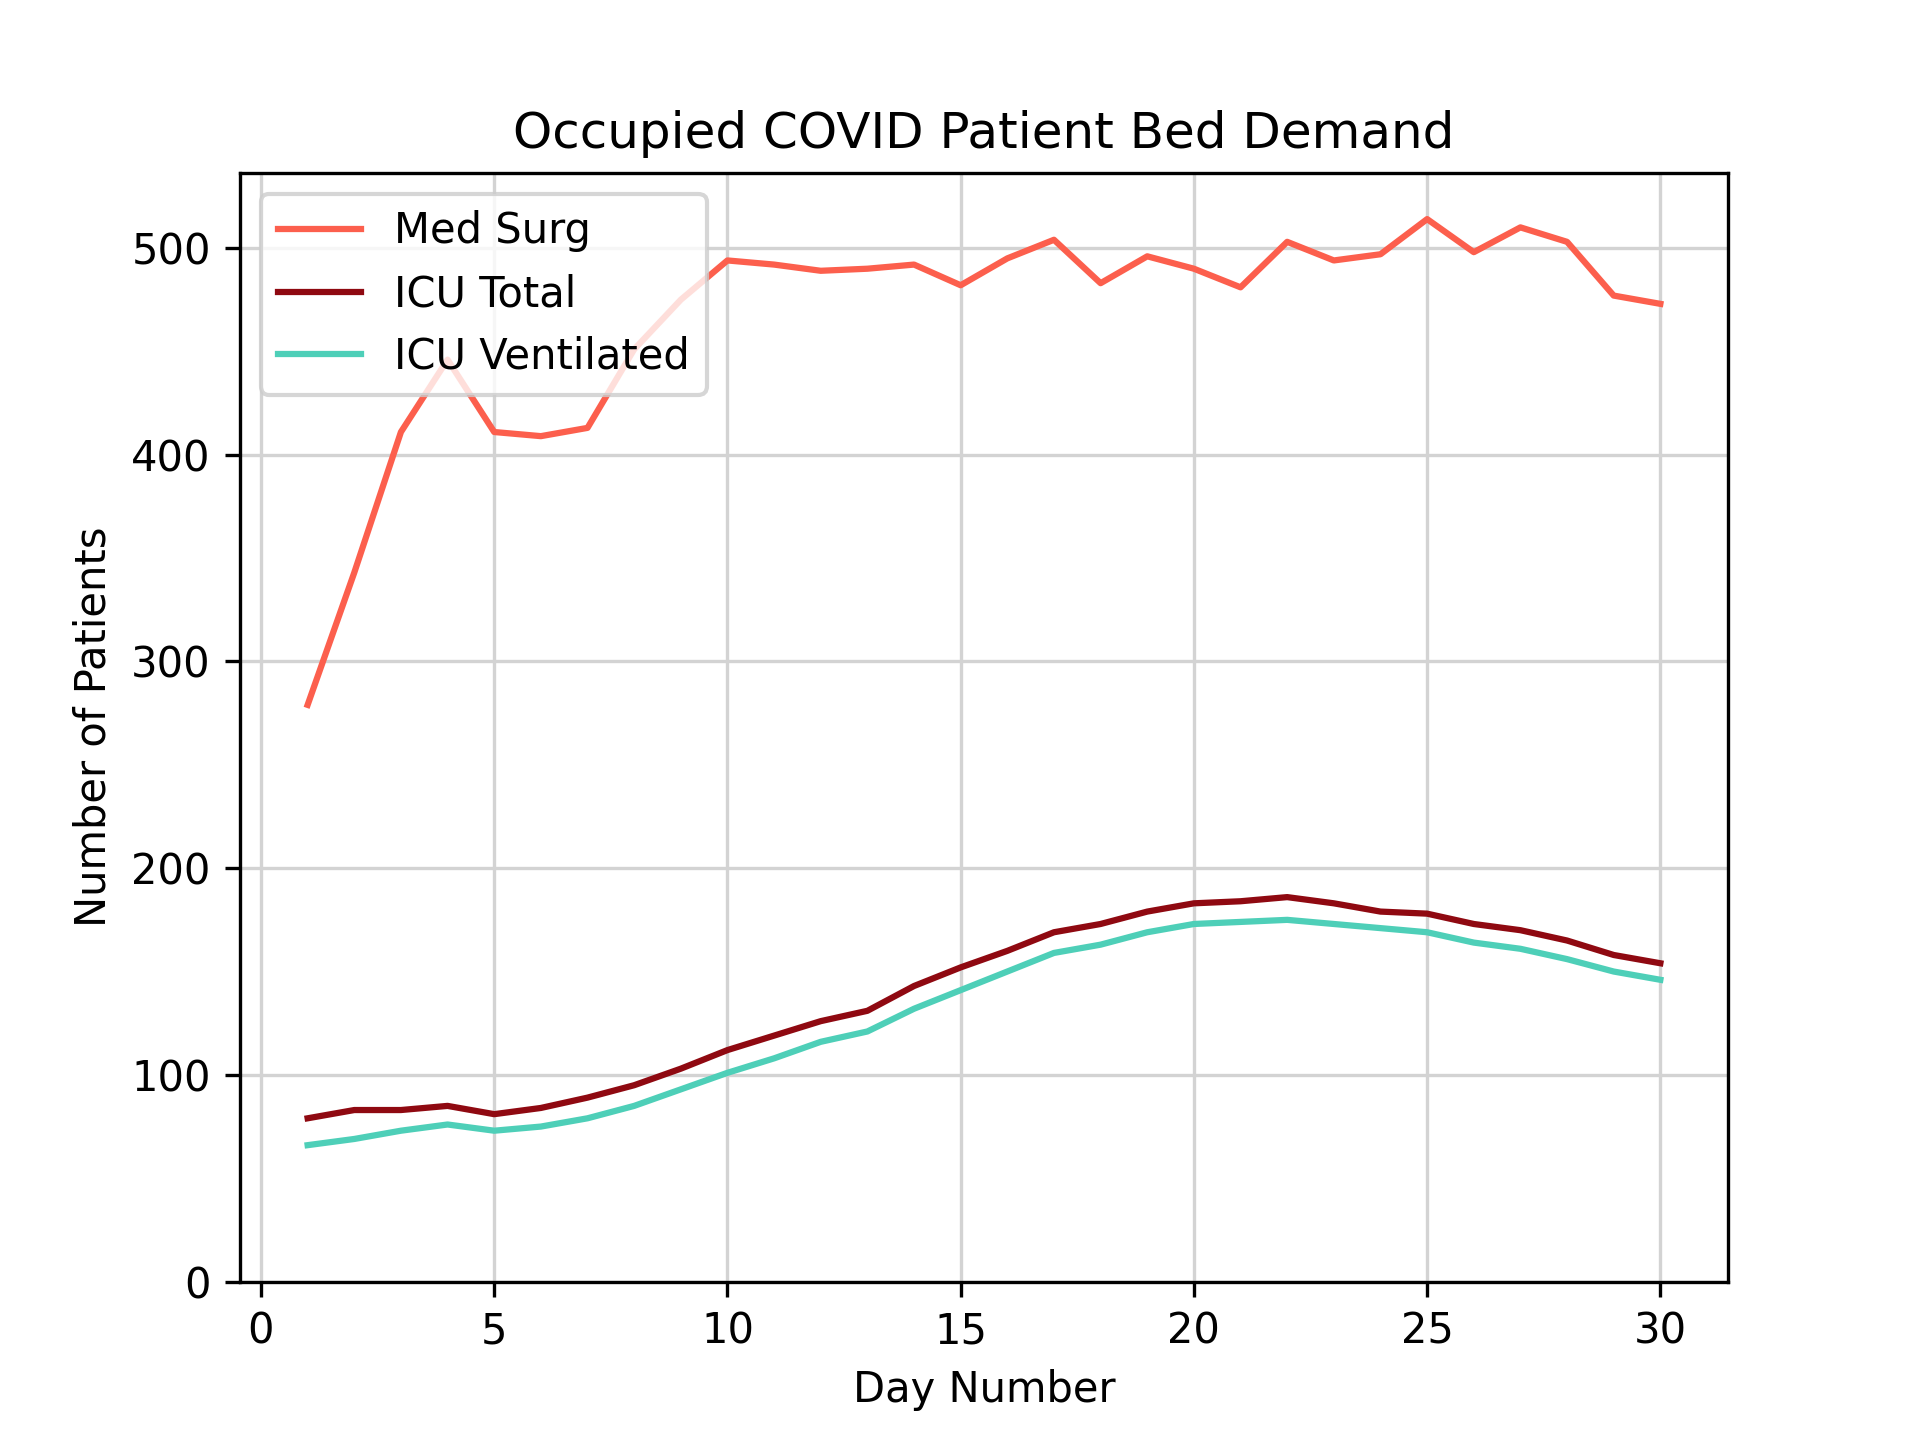 Occupied COVID Patient Bed Demand
Med Surg
ICU Total
ICU Ventilated
500
400
300
200
100
0
Number of Patients
0 5 10 15 20 25 30
Day Number